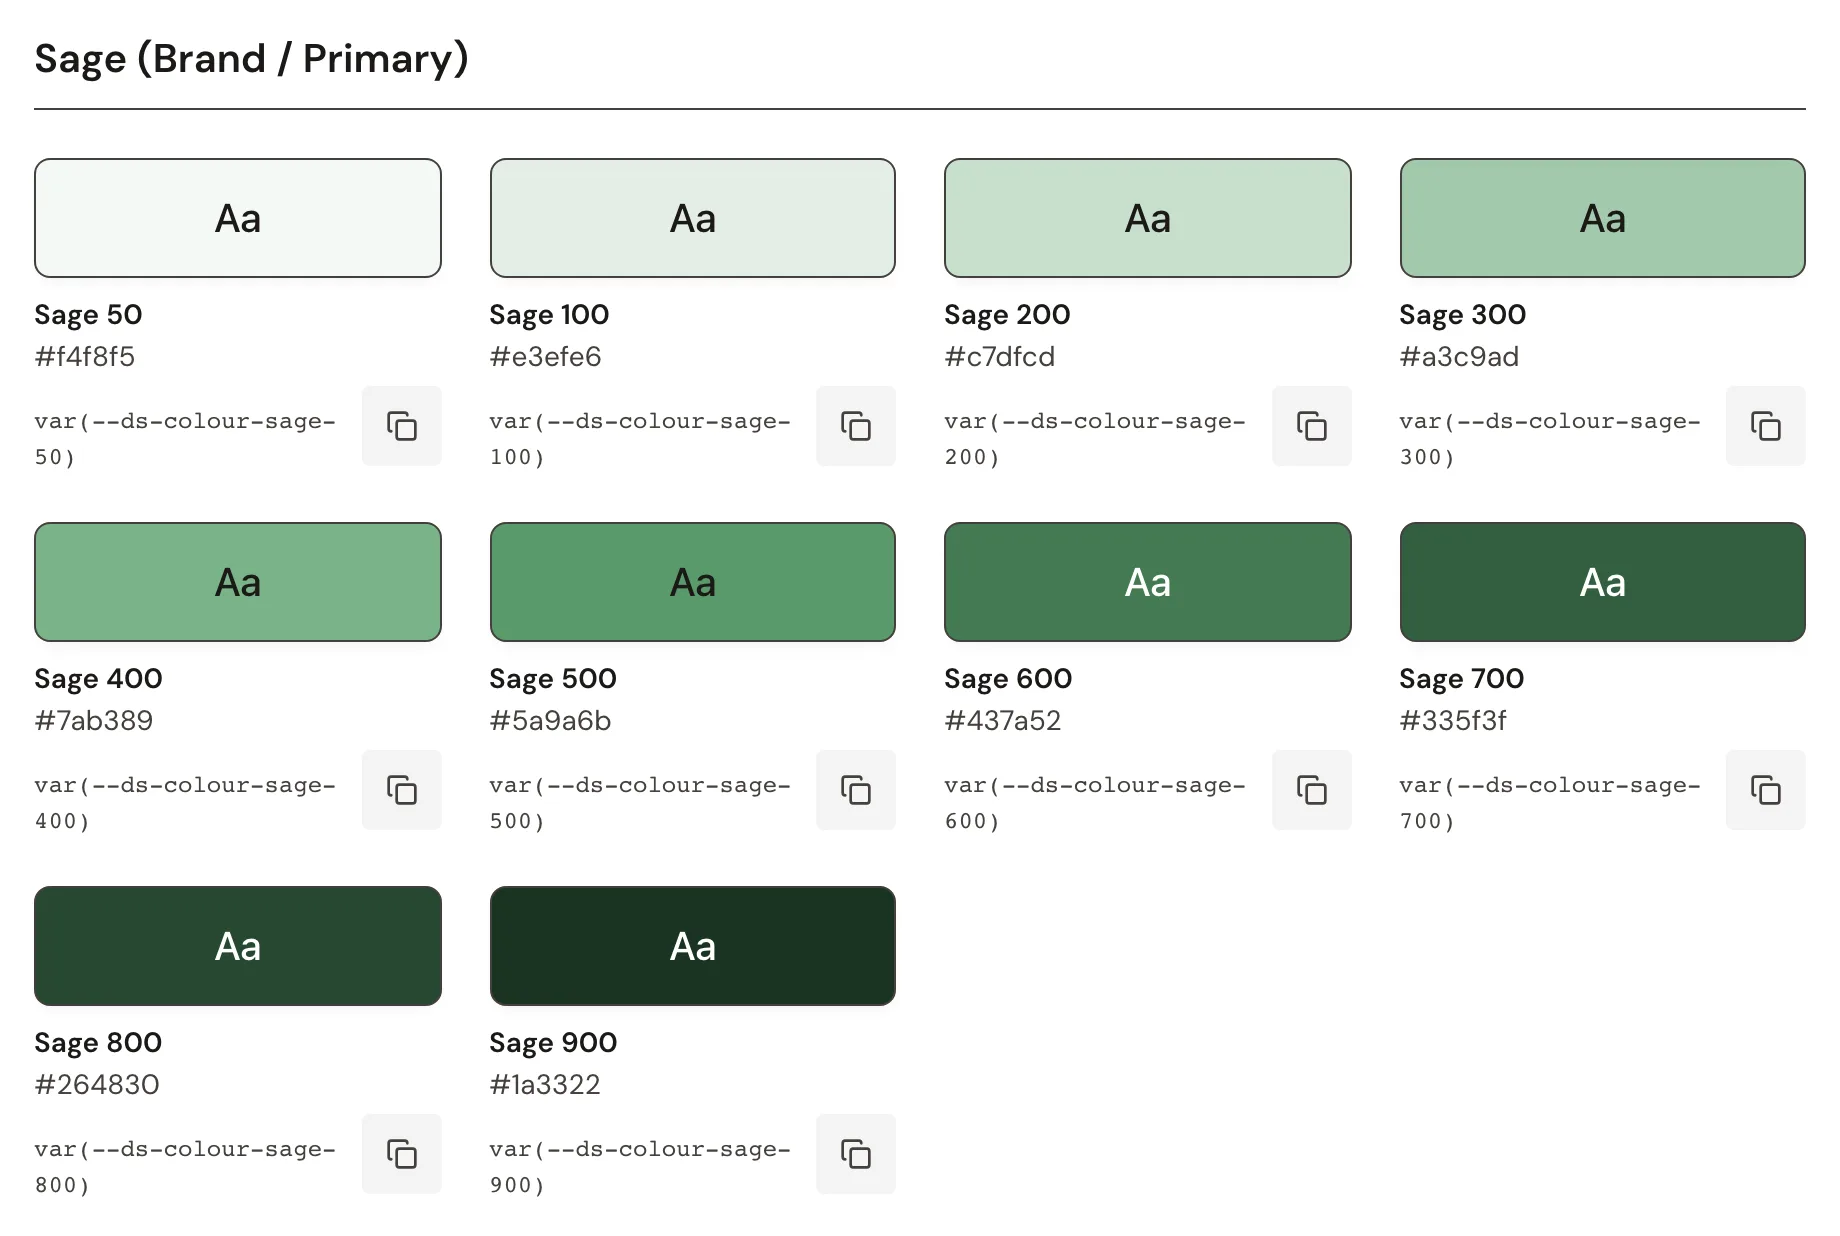 Sage (Brand / Primary)
Aa
Aa
Aa
Aa
Sage 50
Sage 100
Sage 200
Sage 300
#f4f8f5
#e3efe6
#c7dfcd
#a3c9ad
var(--ds-colour-sage-
50)
var(--ds-colour-sage-
100)
var(--ds-colour-sage-
200)
var(--ds-colour-sage-
300)
Aa
Aa
Aa
Aa
Sage 400
Sage 500
Sage 600
Sage 700
#7ab389
#5a9a6b
#437a52
#335f3f
var(--ds-colour-sage-
400)
var(--ds-colour-sage-
500)
var(--ds-colour-sage-
600)
var(--ds-colour-sage-
700)
Aa
Aa
Sage 800
Sage 900
#264830
#1a3322
var(--ds-colour-sage-
800)
var(--ds-colour-sage-
900)